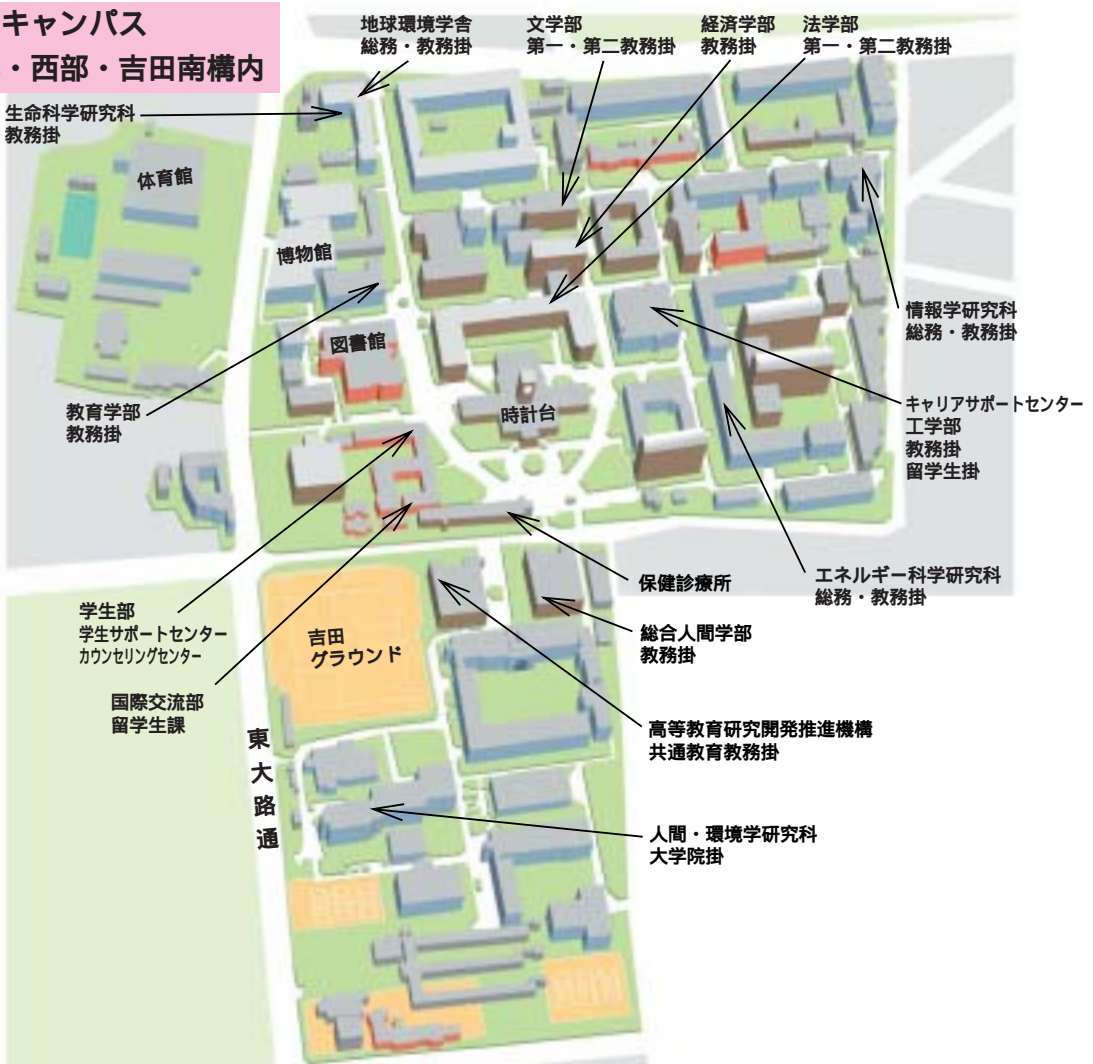 キャンパス
・西部・吉田南構内
地球環境学舎
総務・教務掛
文学部
第一・第二教務掛
経済学部
教務掛
法学部
第一・第二教務掛
生命科学研究科
教務掛
体育館
博物館
図書館
時計台
情報学研究科
総務・教務掛
教育学部
教務掛
キャリアサポートセンター
工学部
教務掛
留学生掛
エネルギー科学研究科
総務・教務掛
保健診療所
学生部
学生サポートセンター
カウンセリングセンター
総合人間学部
教務掛
吉田
グラウンド
国際交流部
留学生課
高等教育研究開発推進機構
共通教育教務掛
東大路通
人間・環境学研究科
大学院掛